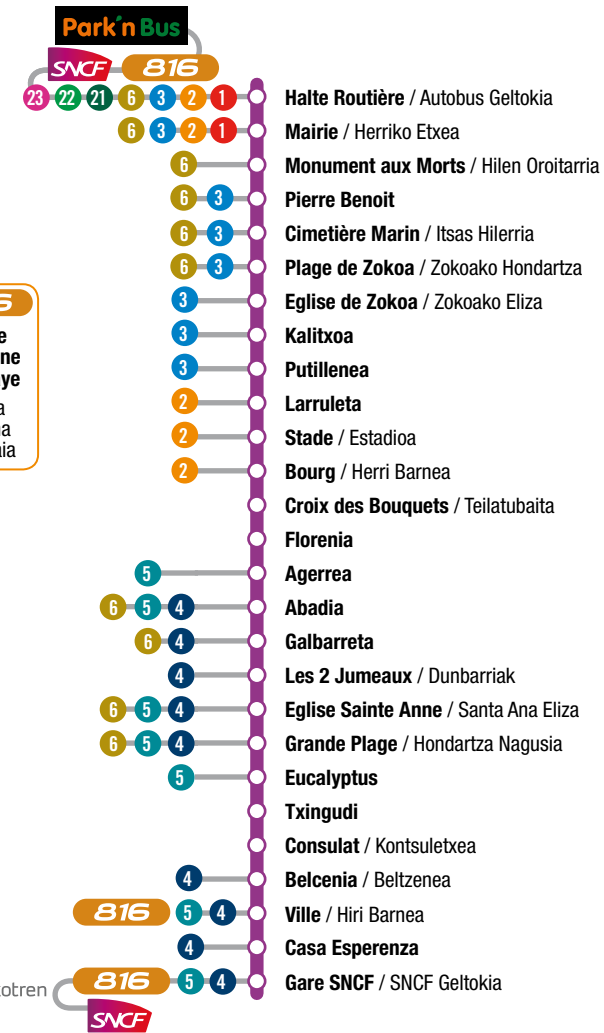 Park'n Bus
SNCF 816
23 22 21 6 3 2 1 Halte Routière / Autobus Geltokia
6 3 2 1 Mairie / Herriko Etxea
6 Monument aux Morts / Hilen Oroitarria
6 3 Pierre Benoit
6 3 Cimetière Marin / Itsas Hilerria
6 3 Plage de Zokoa / Zokoako Hondartza
3 Eglise de Zokoa / Zokoako Eliza
3 Kalitxoa
3 Putillenea
2 Larruleta
2 Stade / Estadioa
2 Bourg / Herri Barnea
Croix des Bouquets / Teilatubaita
Florenia
5 Agerrea
6 5 4 Abadia
6 4 Galbarreta
4 Les 2 Jumeaux / Dunbarriak
6 5 4 Eglise Sainte Anne / Santa Ana Eliza
6 5 4 Grande Plage / Hondartza Nagusia
5 Eucalyptus
Txingudi
Consulat / Kontsuletxea
4 Belcenia / Beltzenea
816 5 4 Ville / Hiri Barnea
4 Casa Esperenza
otren 816 5 4 Gare SNCF / SNCF Geltokia
SNCF